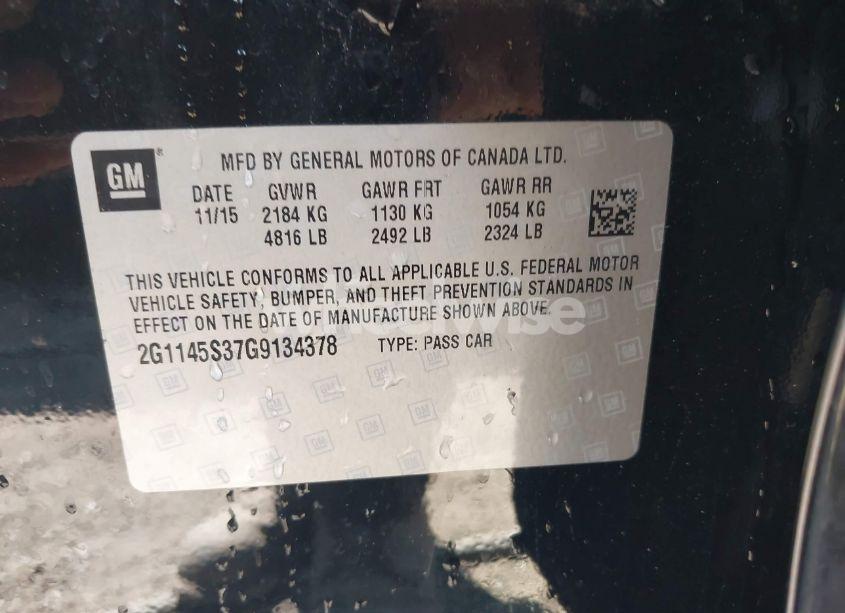 GM
MFD BY GENERAL MOTORS OF CANADA LTD.
DATE GVWR GAWR FRT GAWR RR
11/15 2184 KG 1130 KG 1054 KG
4816 LB 2492 LB 2324 LB
THIS VEHICLE CONFORMS TO ALL APPLICABLE U.S. FEDERAL MOTOR
VEHICLE SAFETY, BUMPER, AND THEFT PREVENTION STANDARDS IN
EFFECT ON THE DATE OF MANUFACTURE SHOWN ABOVE.
2G1145S37G9134378 TYPE: PASS CAR
wheelwise